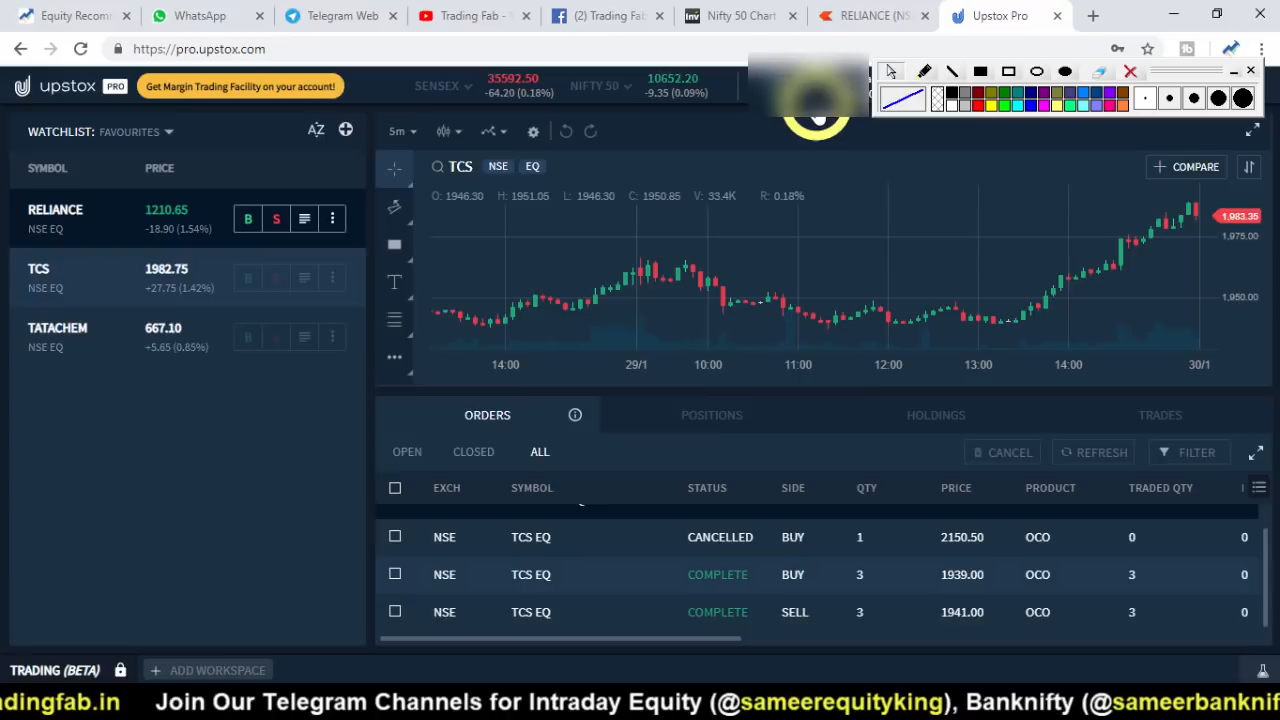 Equity Recom
WhatsApp
Telegram Web
Trading Fab -
(2) Trading Fab
Nifty 50 Chart
RELIANCE (NS
Upstox Pro
https://pro.upstox.com
upstox PRO
Get Margin Trading Facility on your account!
SENSEX
35592.50
-64.20 (0.18%)
NIFTY 50
10652.20
-9.35 (0.09%)
WATCHLIST: FAVOURITES
AZ
SYMBOL PRICE
RELIANCE 1210.65
NSE EQ -18.90 (1.54%)
B S
TCS 1982.75
NSE EQ +27.75 (1.42%)
B S
TATACHEM 667.10
NSE EQ +5.65 (0.85%)
B S
5m
TCS NSE EQ
COMPARE
O: 1946.30 H: 1951.05 L: 1946.30 C: 1950.85 V: 33.4K R: 0.18%
1,983.35
1,975.00
1,950.00
T
14:00 29/1 10:00 11:00 12:00 13:00 14:00 30/1
ORDERS POSITIONS HOLDINGS TRADES
OPEN CLOSED ALL
CANCEL REFRESH FILTER
EXCH SYMBOL STATUS SIDE QTY PRICE PRODUCT TRADED QTY
NSE TCS EQ CANCELLED BUY 1 2150.50 OCO 0 0
NSE TCS EQ COMPLETE BUY 3 1939.00 OCO 3 0
NSE TCS EQ COMPLETE SELL 3 1941.00 OCO 3 0
TRADING (BETA)
+ ADD WORKSPACE
adingfab.in Join Our Telegram Channels for Intraday Equity (@sameerequityking), Banknifty (@sameerbanknif